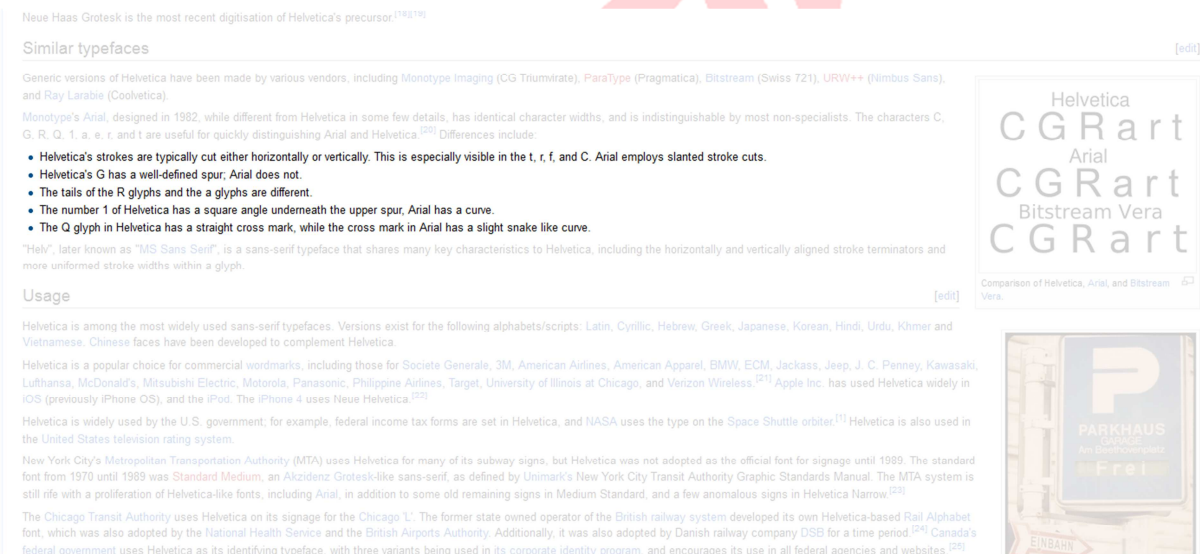 Neue Haas Grotesk is the most recent digitisation of Helvetica's precursor.[18][19]
Similar typefaces
[edit]
Generic versions of Helvetica have been made by various vendors, including Monotype Imaging (CG Triumvirate), ParaType (Pragmatica), Bitstream (Swiss 721), URW++ (Nimbus Sans),
and Ray Larabie (Coolvetica).
Monotype's Arial, designed in 1982, while different from Helvetica in some few details, has identical character widths, and is indistinguishable by most non-specialists. The characters C,
G, R, Q, 1, a, e, r, and t are useful for quickly distinguishing Arial and Helvetica.[20] Differences include:
• Helvetica's strokes are typically cut either horizontally or vertically. This is especially visible in the t, r, f, and C. Arial employs slanted stroke cuts.
• Helvetica's G has a well-defined spur; Arial does not.
• The tails of the R glyphs and the a glyphs are different.
• The number 1 of Helvetica has a square angle underneath the upper spur, Arial has a curve.
• The Q glyph in Helvetica has a straight cross mark, while the cross mark in Arial has a slight snake like curve.
"Helv", later known as "MS Sans Serif", is a sans-serif typeface that shares many key characteristics to Helvetica, including the horizontally and vertically aligned stroke terminators and
more uniformed stroke widths within a glyph.
Helvetica
C G R a r t
Arial
C G R a r t
Bitstream Vera
C G R a r t
Comparison of Helvetica, Arial, and Bitstream
Vera.
Usage
[edit]
Helvetica is among the most widely used sans-serif typefaces. Versions exist for the following alphabets/scripts: Latin, Cyrillic, Hebrew, Greek, Japanese, Korean, Hindi, Urdu, Khmer and
Vietnamese. Chinese faces have been developed to complement Helvetica.
Helvetica is a popular choice for commercial wordmarks, including those for Societe Generale, 3M, American Airlines, American Apparel, BMW, ECM, Jackass, Jeep, J. C. Penney, Kawasaki,
Lufthansa, McDonald's, Mitsubishi Electric, Motorola, Panasonic, Philippine Airlines, Target, University of Illinois at Chicago, and Verizon Wireless.[21] Apple Inc. has used Helvetica widely in
iOS (previously iPhone OS), and the iPod. The iPhone 4 uses Neue Helvetica.[22]
Helvetica is widely used by the U.S. government; for example, federal income tax forms are set in Helvetica, and NASA uses the type on the Space Shuttle orbiter.[1] Helvetica is also used in
the United States television rating system.
New York City's Metropolitan Transportation Authority (MTA) uses Helvetica for many of its subway signs, but Helvetica was not adopted as the official font for signage until 1989. The standard
font from 1970 until 1989 was Standard Medium, an Akzidenz Grotesk-like sans-serif, as defined by Unimark's New York City Transit Authority Graphic Standards Manual. The MTA system is
still rife with a proliferation of Helvetica-like fonts, including Arial, in addition to some old remaining signs in Medium Standard, and a few anomalous signs in Helvetica Narrow.[23]
The Chicago Transit Authority uses Helvetica on its signage for the Chicago 'L'. The former state owned operator of the British railway system developed its own Helvetica-based Rail Alphabet
font, which was also adopted by the National Health Service and the British Airports Authority. Additionally, it was also adopted by Danish railway company DSB for a time period.[24] Canada's
federal government uses Helvetica as its identifying typeface, with three variants being used in its corporate identity program, and encourages its use in all federal agencies and websites.[25]
P
PARKHAUS
GARAGE
Am Beethovenplatz
Frei
EINBAHN